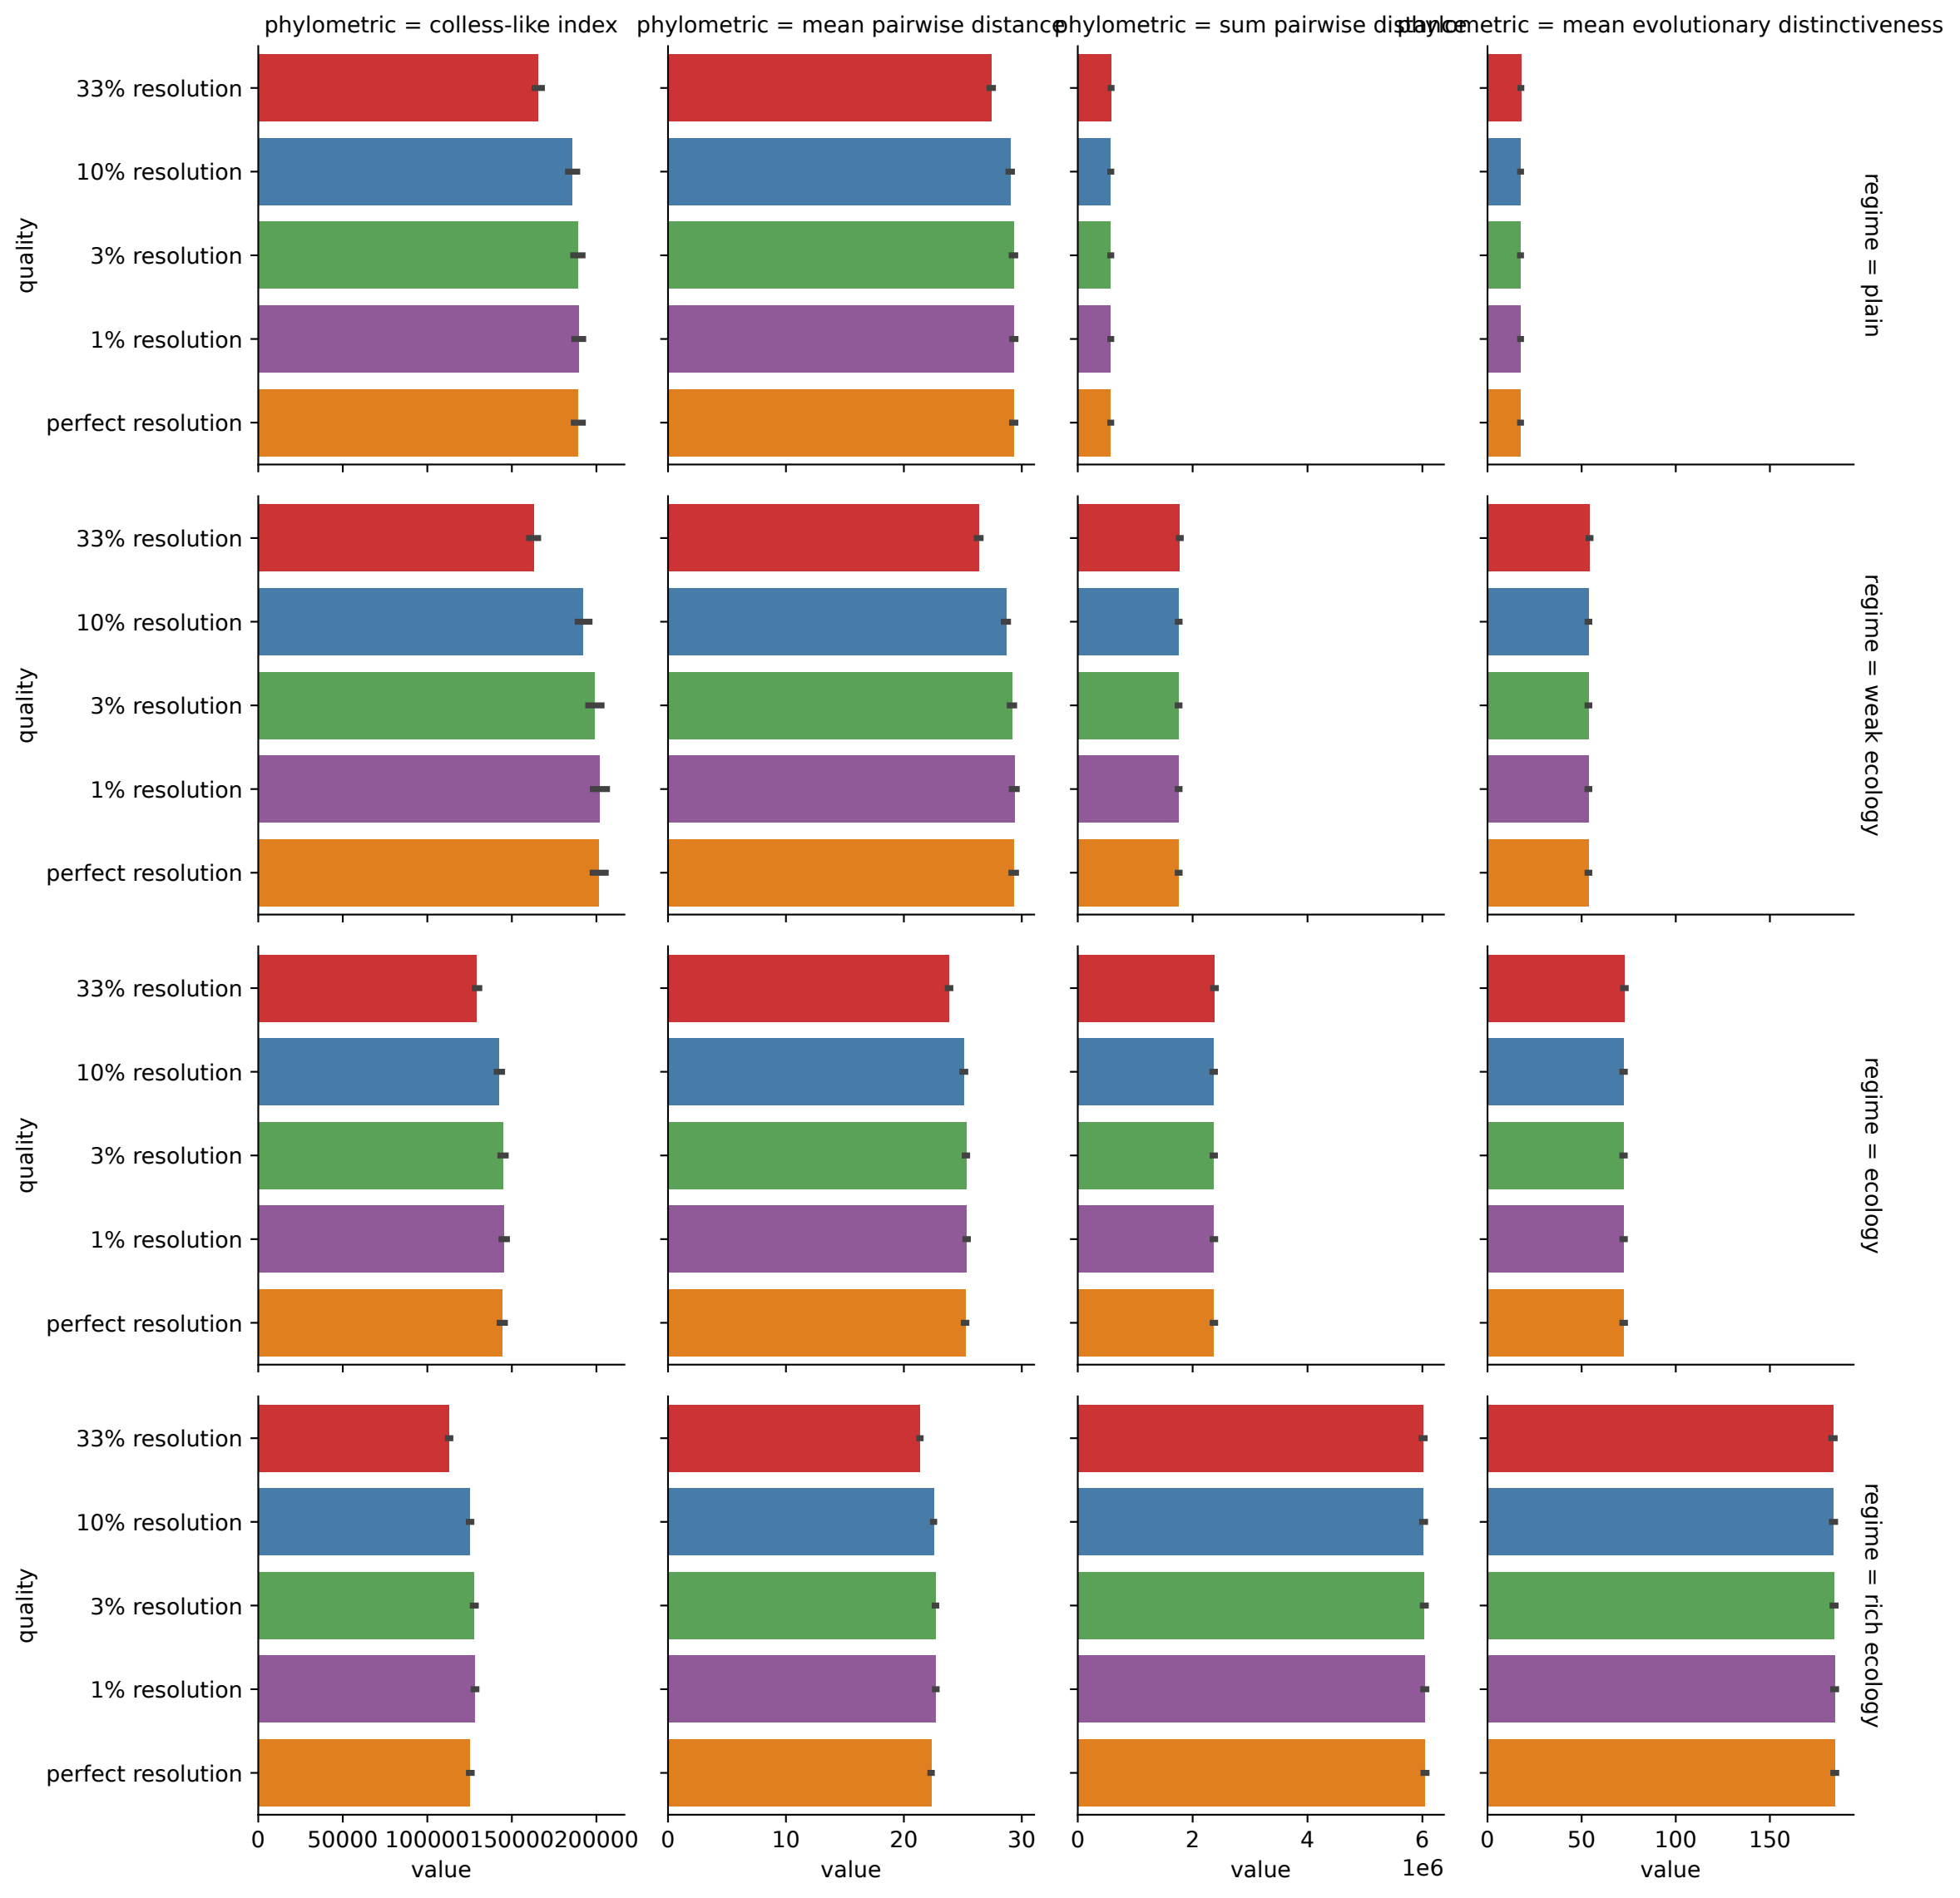 phylometric = colless-like index
phylometric = mean pairwise distance
phylometric = sum pairwise distance
phylometric = mean evolutionary distinctiveness
quality
33% resolution
10% resolution
3% resolution
1% resolution
perfect resolution
regime = plain
quality
33% resolution
10% resolution
3% resolution
1% resolution
perfect resolution
regime = weak ecology
quality
33% resolution
10% resolution
3% resolution
1% resolution
perfect resolution
regime = ecology
quality
33% resolution
10% resolution
3% resolution
1% resolution
perfect resolution
regime = rich ecology
0 50000 100000 150000 200000
value
0 10 20 30
value
0 2 4 6
1e6
value
0 50 100 150
value